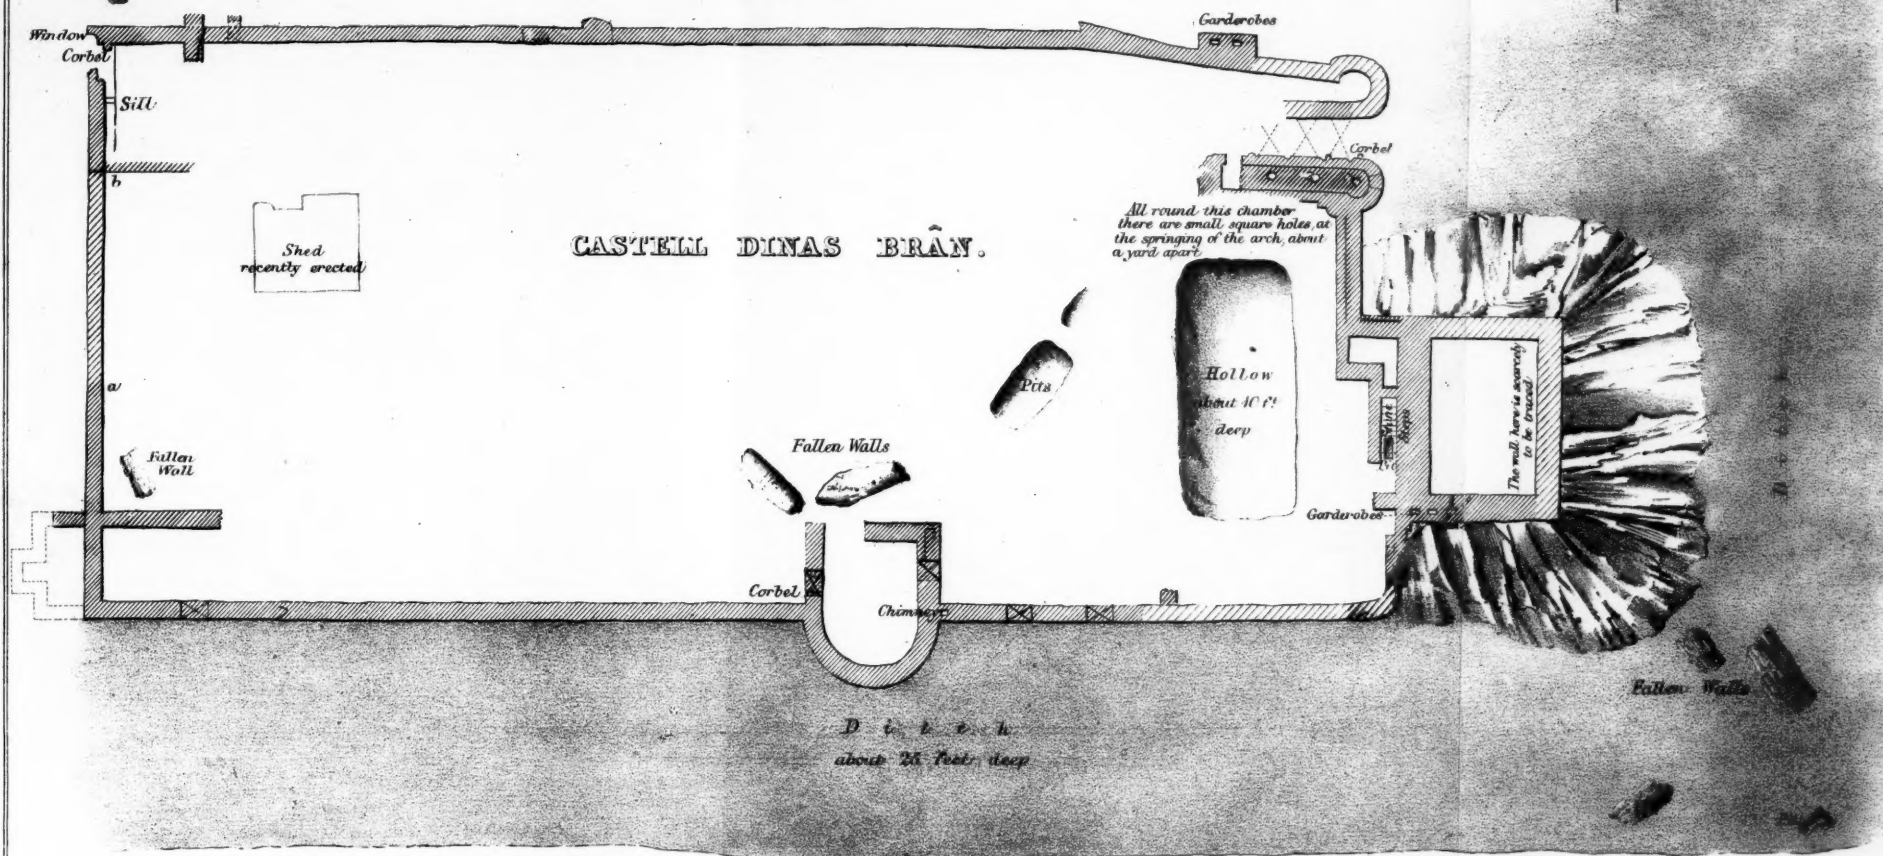 Garderobes
Window
Corbel
Sill
Corbel
b
All round this chamber
there are small square holes, at
the springing of the arch, about
a yard apart
CASTELL DINAS BRÂN.
Shed
recently erected
Hollow
about 40 ft
deep
Pits
a
Steps
The wall here is scarcely
to be traced
Fallen Walls
Fallen
Wall
Garderobes
Corbel
Chimney
Fallen Walls
Ditch
about 25 feet deep